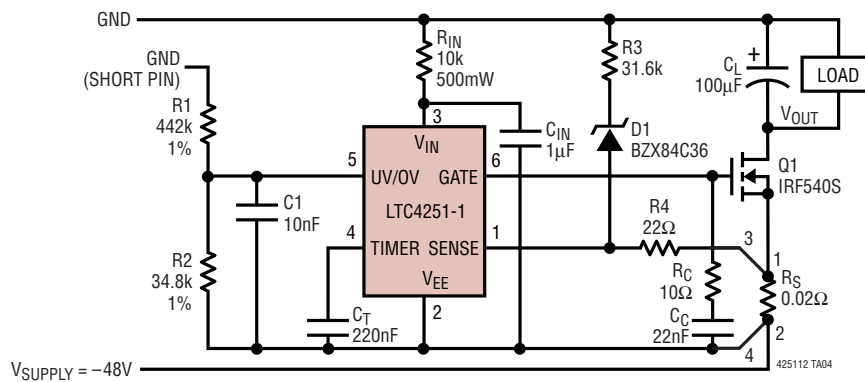 GND
GND
(SHORT PIN)
R1
442k
1%
R2
34.8k
1%
C1
10nF
RIN
10k
500mW
3
VIN
5
UV/OV
GATE
6
LTC4251-1
4
TIMER
SENSE
1
VEE
2
CT
220nF
CIN
1µF
R3
31.6k
D1
BZX84C36
R4
22Ω
RC
10Ω
CC
22nF
+
CL
100µF
LOAD
VOUT
Q1
IRF540S
3
1
RS
0.02Ω
2
4
VSUPPLY = −48V
425112 TA04